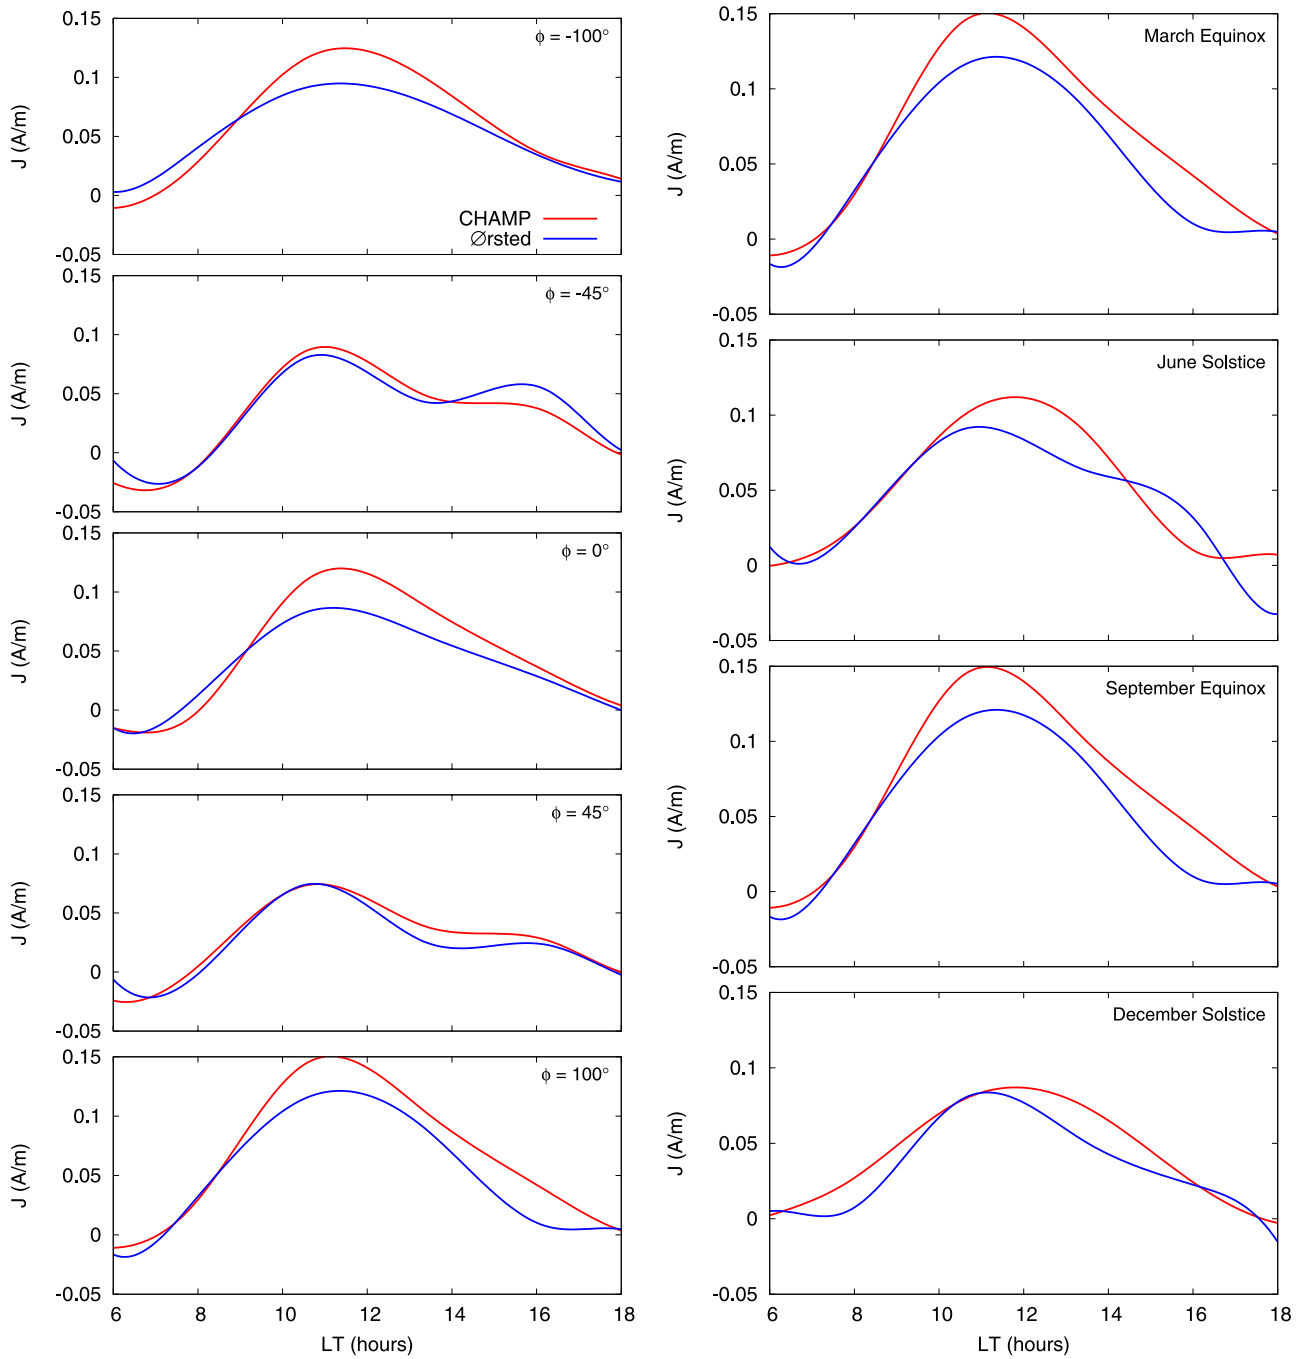 0.15
0.1
0.05
0
-0.05
J (A/m)
ϕ = -100°
CHAMP
Ørsted
0.15
0.1
0.05
0
-0.05
J (A/m)
ϕ = -45°
0.15
0.1
0.05
0
-0.05
J (A/m)
ϕ = 0°
0.15
0.1
0.05
0
-0.05
J (A/m)
ϕ = 45°
0.15
0.1
0.05
0
-0.05
J (A/m)
ϕ = 100°
6 8 10 12 14 16 18
LT (hours)
0.15
0.1
0.05
0
-0.05
J (A/m)
March Equinox
0.15
0.1
0.05
0
-0.05
J (A/m)
June Solstice
0.15
0.1
0.05
0
-0.05
J (A/m)
September Equinox
0.15
0.1
0.05
0
-0.05
J (A/m)
December Solstice
6 8 10 12 14 16 18
LT (hours)